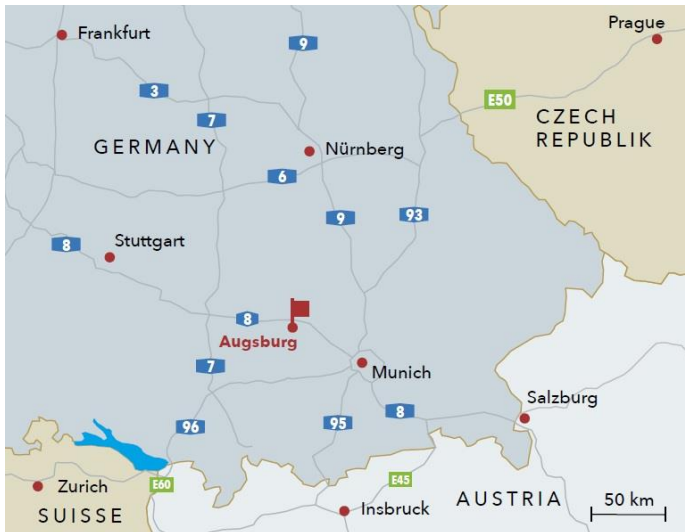 Frankfurt
9
Prague
3
E50
7
CZECH
REPUBLIK
GERMANY
Nürnberg
6
9
93
8
Stuttgart
8
Augsburg
7
Munich
Salzburg
96
95
8
E60
E45
Zurich
SUISSE
Insbruck
AUSTRIA
50 km